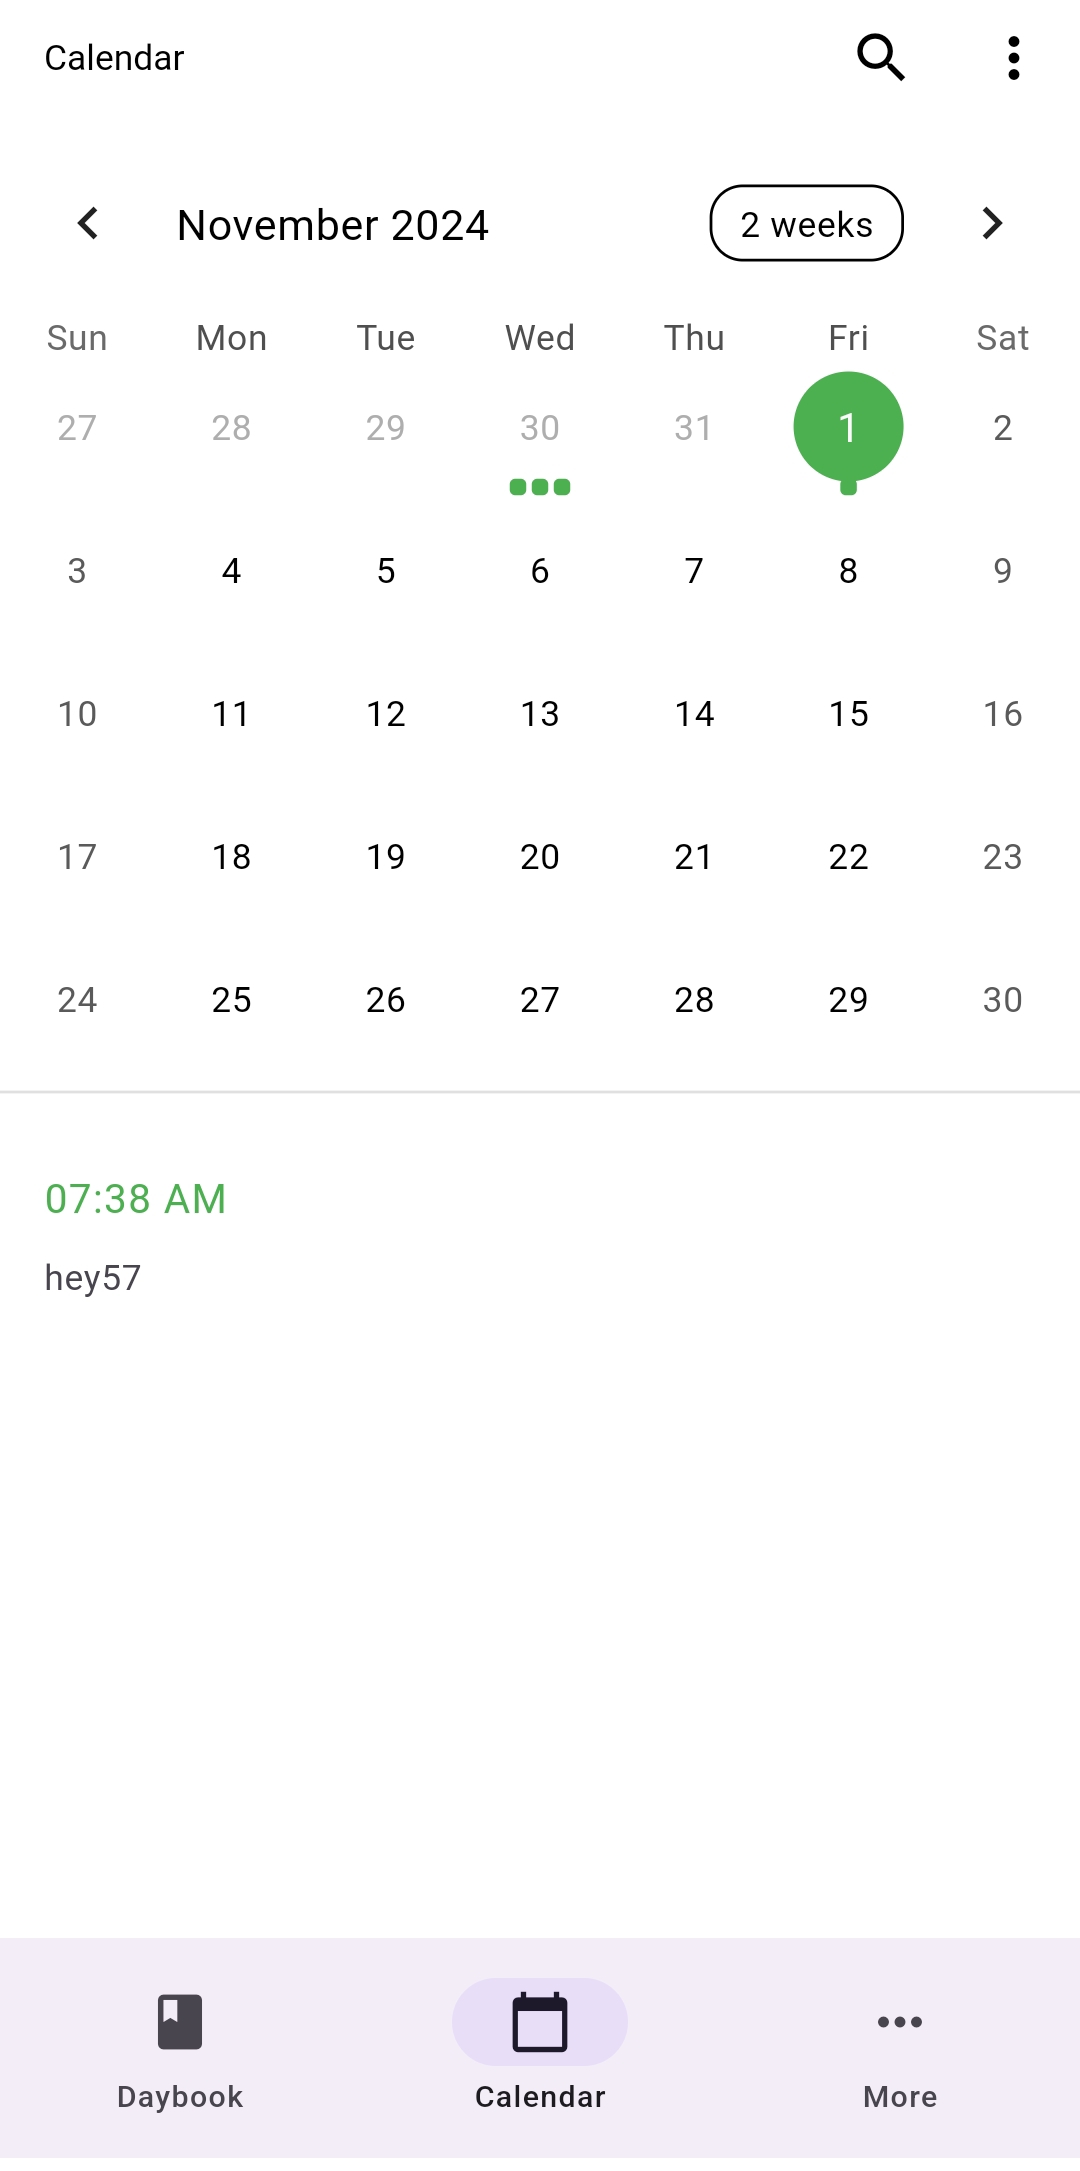 Calendar
November 2024 2 weeks
Sun Mon Tue Wed Thu Fri Sat
27 28 29 30 31 1 2
3 4 5 6 7 8 9
10 11 12 13 14 15 16
17 18 19 20 21 22 23
24 25 26 27 28 29 30
07:38 AM
hey57
Daybook Calendar More